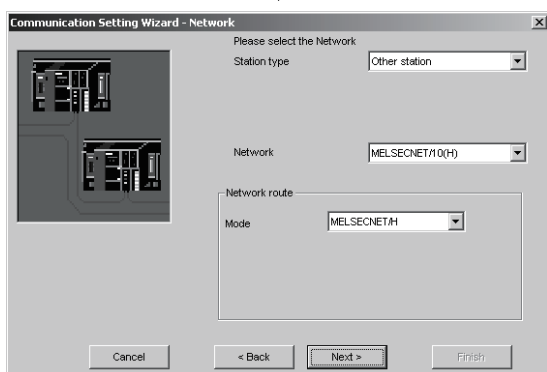 Communication Setting Wizard - Network
Please select the Network
Station type Other station
Network MELSECNET/10(H)
Network route
Mode MELSECNET/H
Cancel < Back Next > Finish